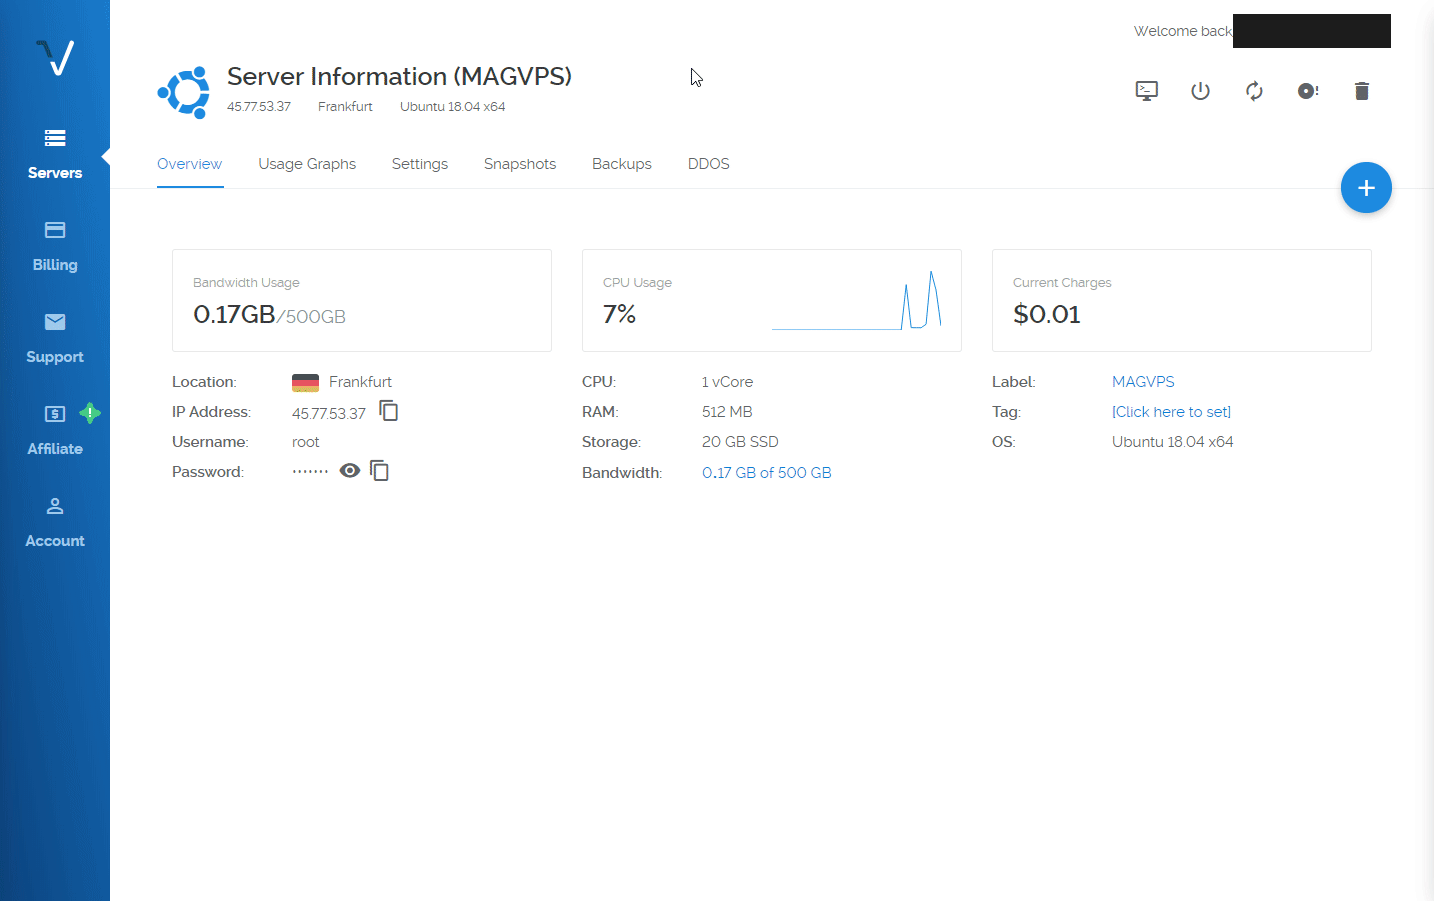 Welcome back
Server Information (MAGVPS)
45.77.53.37 Frankfurt Ubuntu 18.04 x64
Servers
Billing
Support
Affiliate
Account
Overview Usage Graphs Settings Snapshots Backups DDOS
Bandwidth Usage
0.17GB/500GB
CPU Usage
7%
Current Charges
$0.01
Location: Frankfurt
IP Address: 45.77.53.37
Username: root
Password: ·······
CPU: 1 vCore
RAM: 512 MB
Storage: 20 GB SSD
Bandwidth: 0.17 GB of 500 GB
Label: MAGVPS
Tag: [Click here to set]
OS: Ubuntu 18.04 x64